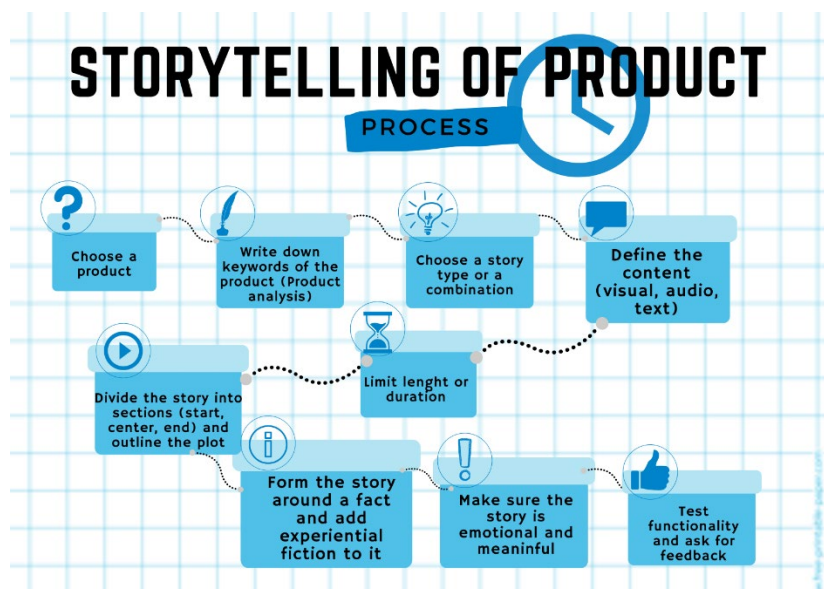 STORYTELLING OF PRODUCT
PROCESS
Choose a
product
Write down
keywords of the
product (Product
analysis)
Choose a story
type or a
combination
Define the
content
(visual, audio,
text)
Limit lenght or
duration
Divide the story into
sections (start,
center, end) and
outline the plot
Form the story
around a fact
and add
experiential
fiction to it
Make sure the
story is
emotional and
meaninful
Test
functionality
and ask for
feedback